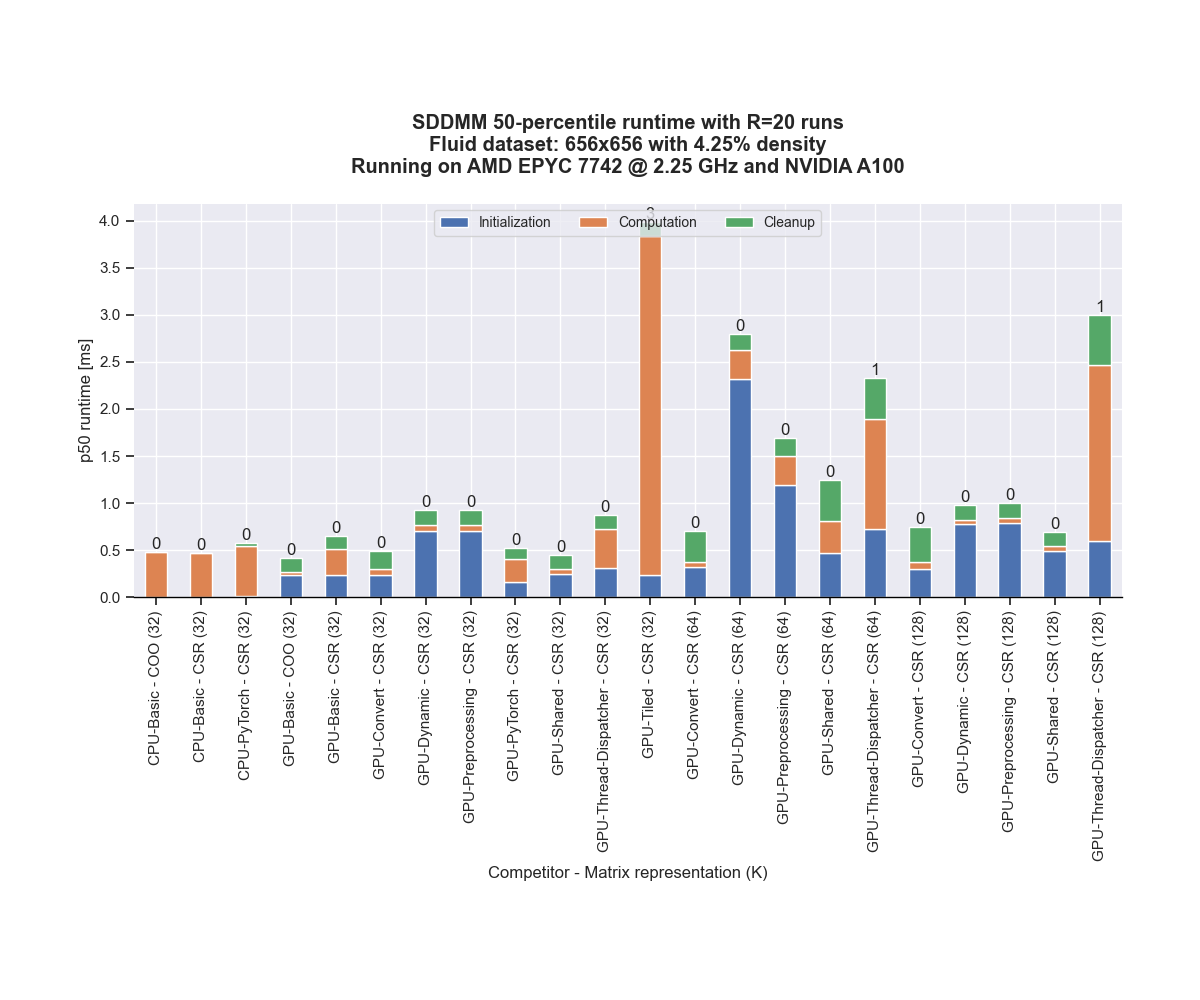 SDDMM 50-percentile runtime with R=20 runs
Fluid dataset: 656x656 with 4.25% density
Running on AMD EPYC 7742 @ 2.25 GHz and NVIDIA A100
Initialization Computation Cleanup
p50 runtime [ms]
4.0
3.5
3.0
2.5
2.0
1.5
1.0
0.5
0.0
0 0 0 0 0 0 0 0 0 0 0 3 0 0 0 0 1 0 0 0 0 1
CPU-Basic - COO (32)
CPU-Basic - CSR (32)
CPU-PyTorch - CSR (32)
GPU-Basic - COO (32)
GPU-Basic - CSR (32)
GPU-Convert - CSR (32)
GPU-Dynamic - CSR (32)
GPU-Preprocessing - CSR (32)
GPU-PyTorch - CSR (32)
GPU-Shared - CSR (32)
GPU-Thread-Dispatcher - CSR (32)
GPU-Tiled - CSR (32)
GPU-Convert - CSR (64)
GPU-Dynamic - CSR (64)
GPU-Preprocessing - CSR (64)
GPU-Shared - CSR (64)
GPU-Thread-Dispatcher - CSR (64)
GPU-Convert - CSR (128)
GPU-Dynamic - CSR (128)
GPU-Preprocessing - CSR (128)
GPU-Shared - CSR (128)
GPU-Thread-Dispatcher - CSR (128)
Competitor - Matrix representation (K)